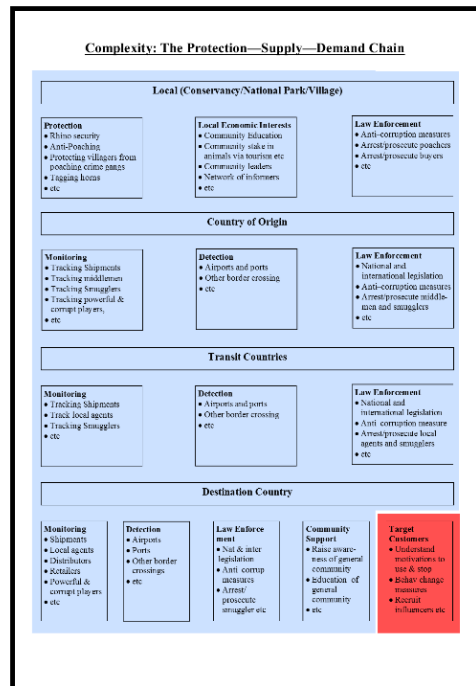 Complexity: The Protection—Supply—Demand Chain
Local (Conservancy/National Park/Village)
Protection
● Rhino security
● Anti-Poaching
● Protecting villagers from
poaching crime gangs
● Tagging horns
● etc
Local Economic Interests
● Community Education
● Community stake in
animals via tourism etc
● Community leaders
● Network of informers
● etc
Law Enforcement
● Anti-corruption measures
● Arrest/prosecute poachers
● Arrest/prosecute buyers
● etc
Country of Origin
Monitoring
● Tracking Shipments
● Tracking middlemen
● Tracking Smugglers
● Tracking powerful &
corrupt players,
● etc
Detection
● Airports and ports
● Other border crossing
● etc
Law Enforcement
● National and
international legislation
● Anti-corruption measures
● Arrest/prosecute middle-
men and smugglers
● etc
Transit Countries
Monitoring
● Tracking Shipments
● Track local agents
● Tracking Smugglers
● etc
Detection
● Airports and ports
● Other border crossing
● etc
Law Enforcement
● National and
international legislation
● Anti corruption measure
● Arrest/prosecute local
agents and smugglers
● etc
Destination Country
Monitoring
● Shipments
● Local agents
● Distributors
● Retailers
● Powerful &
corrupt players
● etc
Detection
● Airports
● Ports
● Other border
crossings
● etc
Law Enforce
ment
● Nat & inter
legislation
● Anti corrup
measures
● Arrest/
prosecute
smuggler etc
Community
Support
● Raise aware-
ness of general
community
● Education of
general
community
● etc
Target
Customers
● Understand
motivations to
use & stop
● Behav change
measures
● Recruit
influencers etc